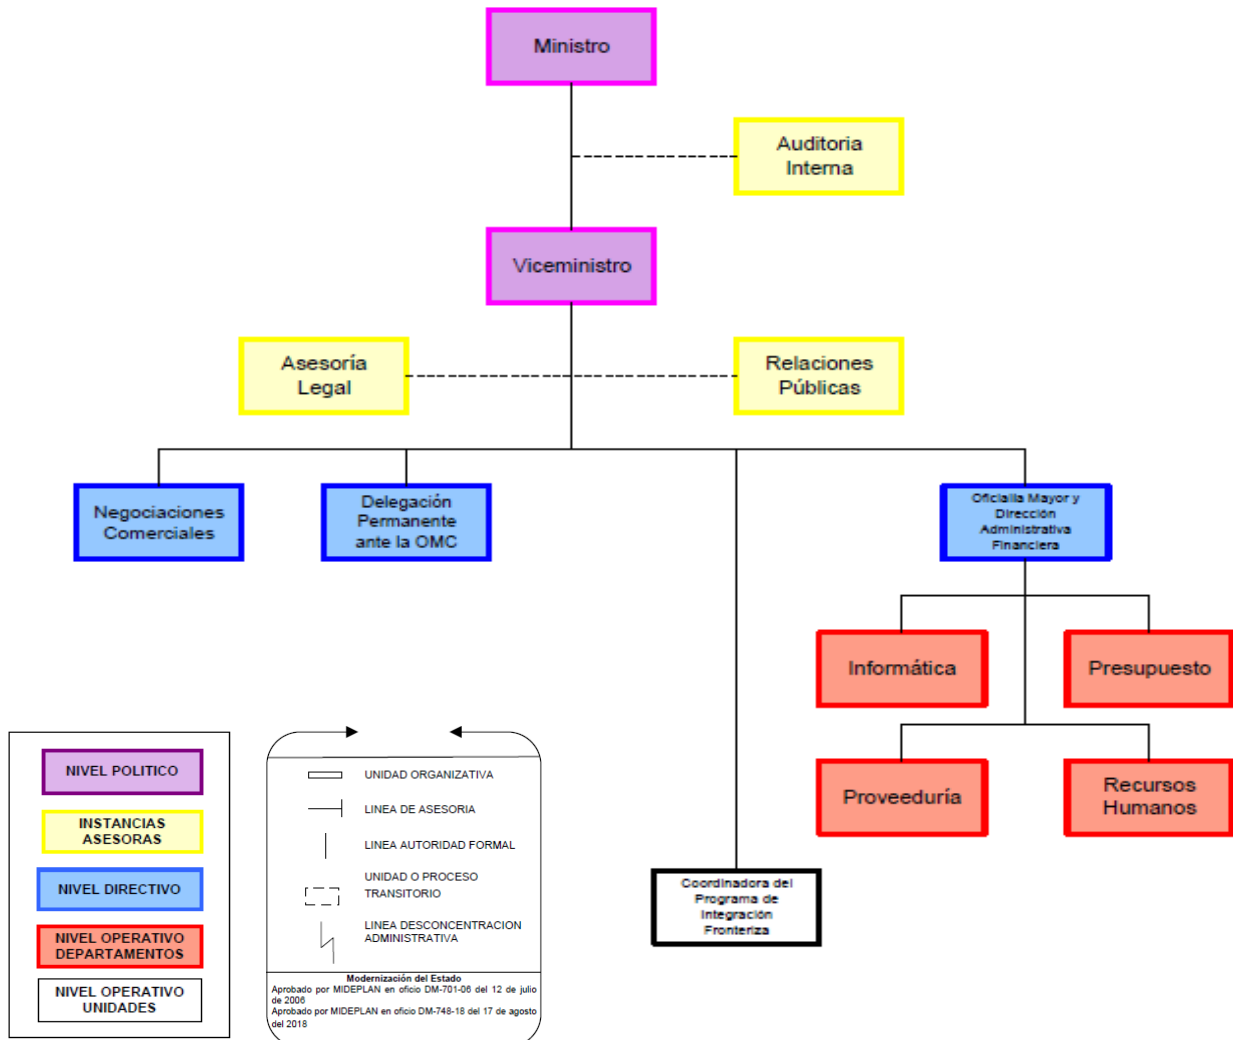 Ministro
Auditoria
Interna
Viceministro
Asesoría
Legal
Relaciones
Públicas
Negociaciones
Comerciales
Delegación
Permanente
ante la OMC
Oficialía Mayor y
Dirección
Administrativa
Financiera
Informática
Presupuesto
Proveeduría
Recursos
Humanos
Coordinadora del
Programa de
Integración
Fronteriza
NIVEL POLITICO
INSTANCIAS
ASESORAS
NIVEL DIRECTIVO
NIVEL OPERATIVO
DEPARTAMENTOS
NIVEL OPERATIVO
UNIDADES
UNIDAD ORGANIZATIVA
LINEA DE ASESORIA
LINEA AUTORIDAD FORMAL
UNIDAD O PROCESO
TRANSITORIO
LINEA DESCONCENTRACION
ADMINISTRATIVA
Modernización del Estado
Aprobado por MIDEPLAN en oficio DM-701-06 del 12 de julio
de 2006
Aprobado por MIDEPLAN en oficio DM-748-18 del 17 de agosto
del 2018